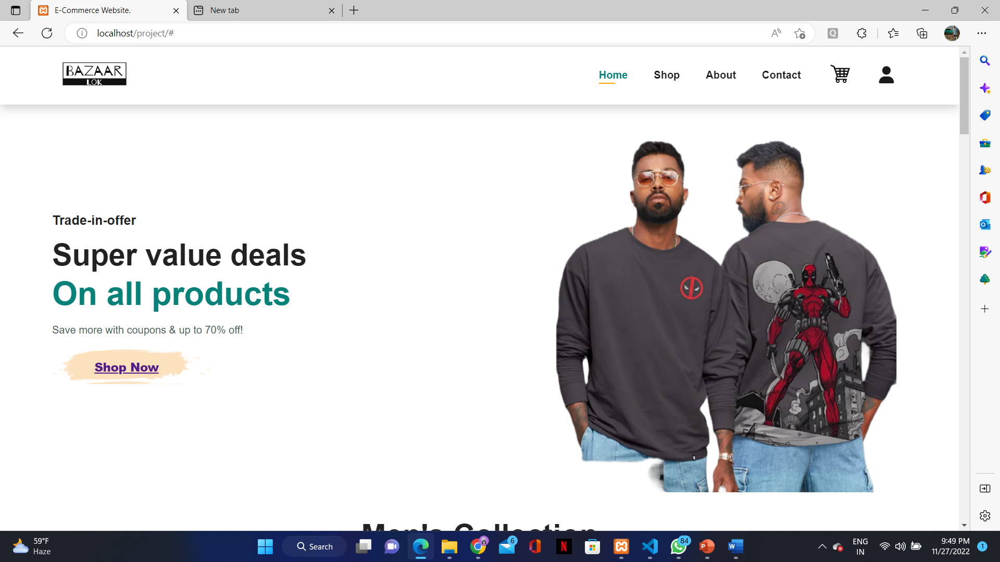 E-Commerce Website.
New tab
localhost/project/#
BAZAAR
LOK
Home
Shop
About
Contact
Trade-in-offer
Super value deals
On all products
Save more with coupons & up to 70% off!
Shop Now
Men's Collection
59°F
Haze
Search
6
84
ENG
IN
9:49 PM
11/27/2022
1